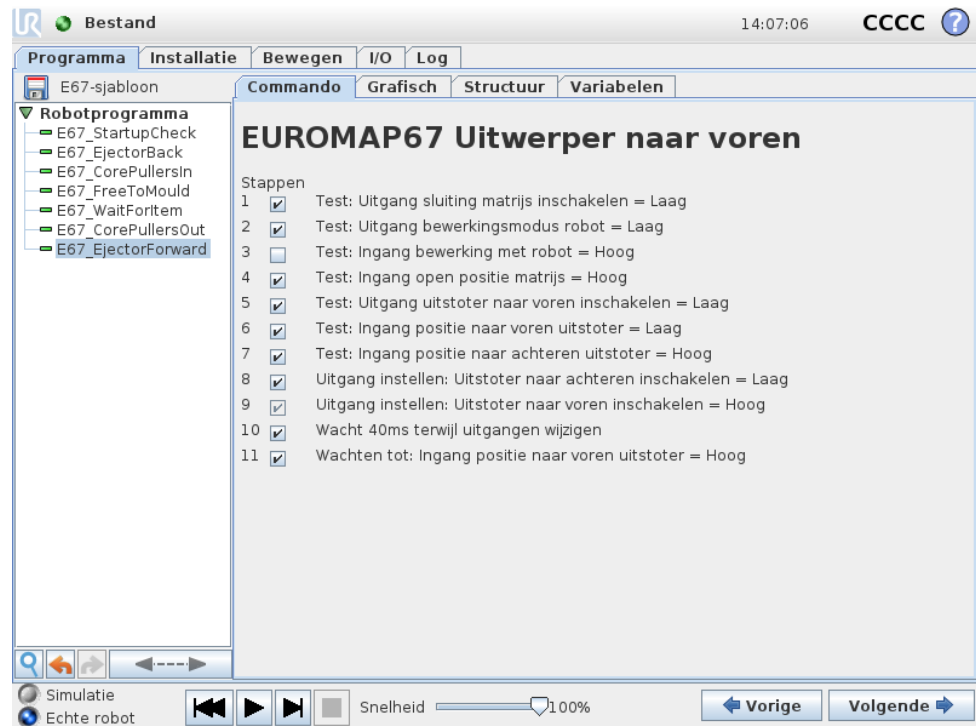 UR Bestand 14:07:06 CCCC ?
Programma Installatie Bewegen I/O Log
E67-sjabloon
Commando Grafisch Structuur Variabelen
Robotprogramma
E67_StartupCheck
E67_EjectorBack
E67_CorePullersIn
E67_FreeToMould
E67_WaitForItem
E67_CorePullersOut
E67_EjectorForward
EUROMAP67 Uitwerper naar voren
Stappen
1 Test: Uitgang sluiting matrijs inschakelen = Laag
2 Test: Uitgang bewerkingsmodus robot = Laag
3 Test: Ingang bewerking met robot = Hoog
4 Test: Ingang open positie matrijs = Hoog
5 Test: Uitgang uitstoter naar voren inschakelen = Laag
6 Test: Ingang positie naar voren uitstoter = Laag
7 Test: Ingang positie naar achteren uitstoter = Hoog
8 Uitgang instellen: Uitstoter naar achteren inschakelen = Laag
9 Uitgang instellen: Uitstoter naar voren inschakelen = Hoog
10 Wacht 40ms terwijl uitgangen wijzigen
11 Wachten tot: Ingang positie naar voren uitstoter = Hoog
Simulatie
Echte robot
Snelheid 100%
Vorige
Volgende